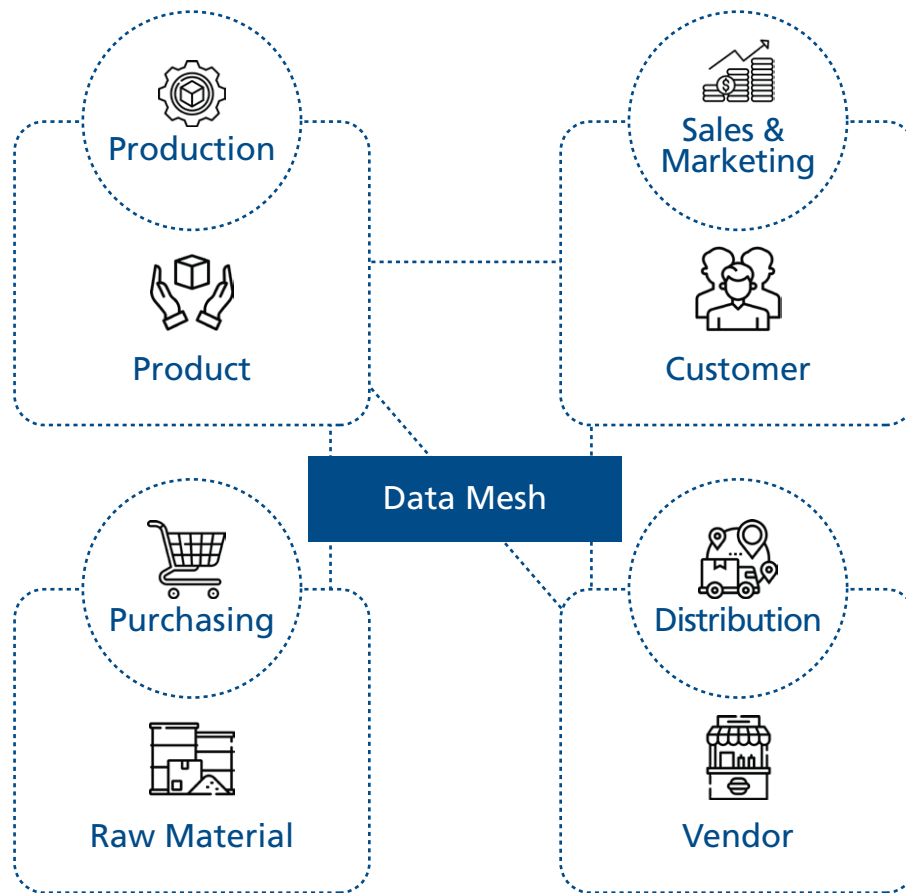 Production
Sales &
Marketing
Product
Customer
Data Mesh
Purchasing
Distribution
Raw Material
Vendor